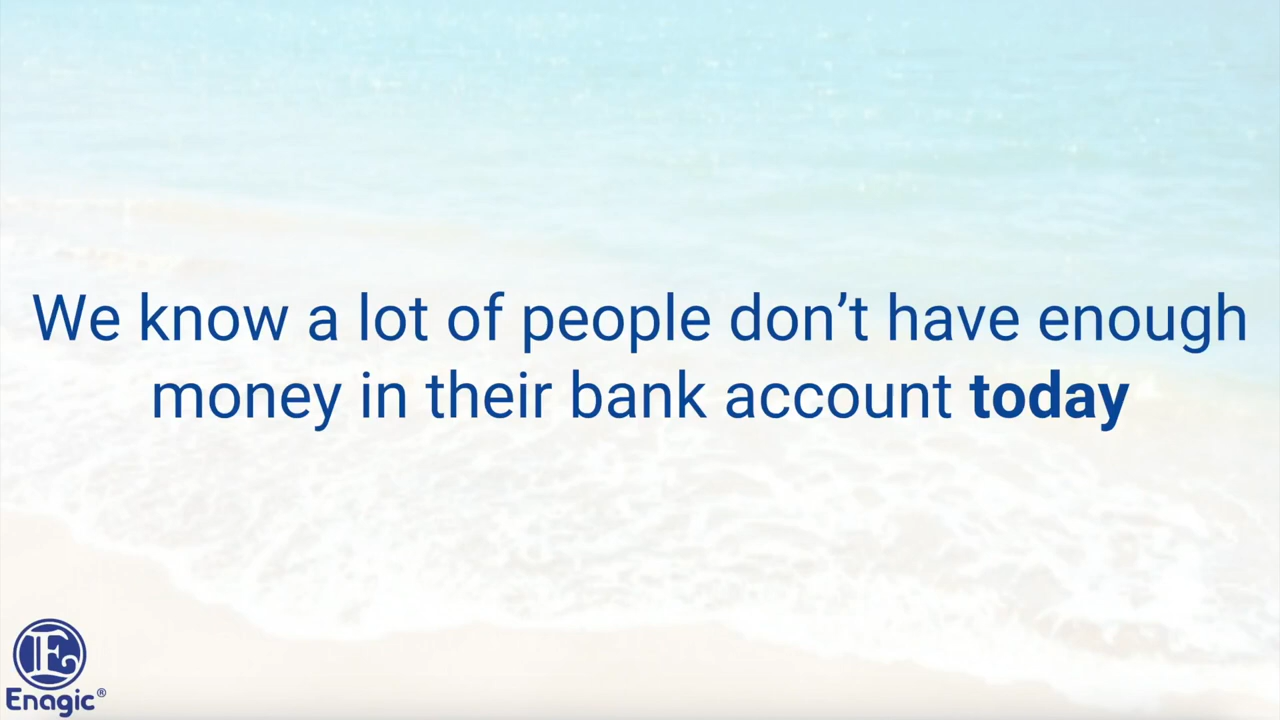 We know a lot of people don’t have enough
money in their bank account today
E
Enagic®